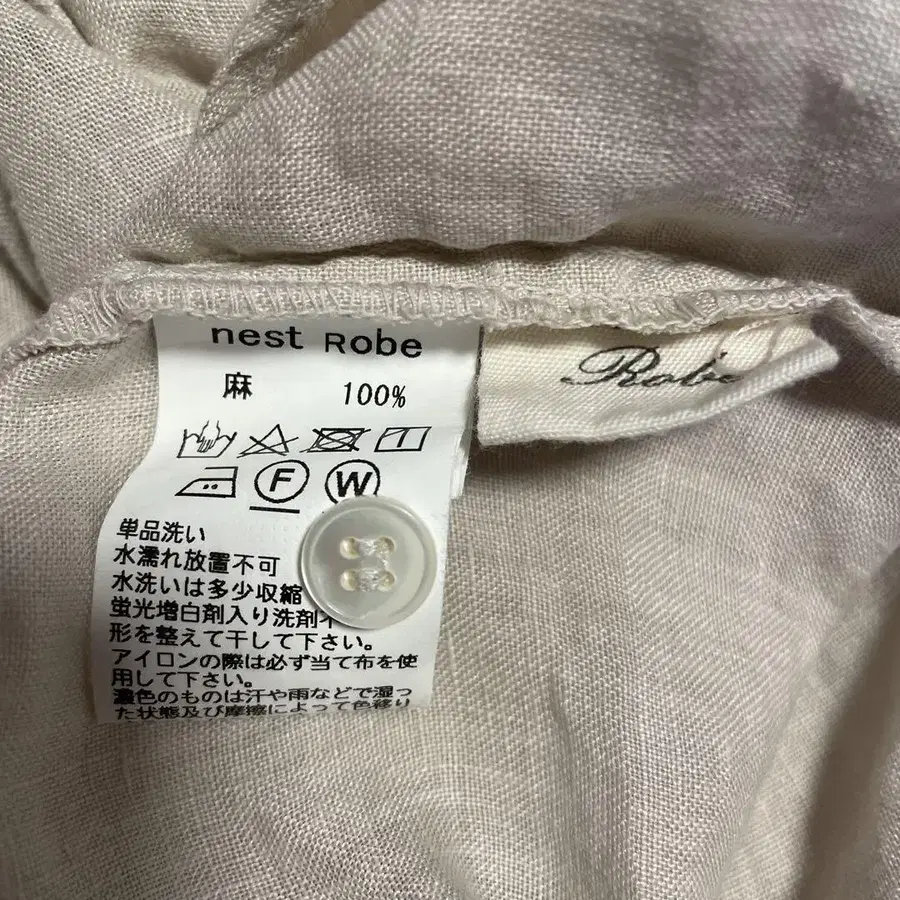 nest Robe
麻 100%
Robe
F W
単品洗い
水濡れ放置不可
水洗いは多少収縮
蛍光増白剤入り洗剤不
形を整えて干して下さい。
アイロンの際は必ず当て布を使
用して下さい。
濃色のものは汗や雨などで湿っ
た状態及び摩擦によって色移り